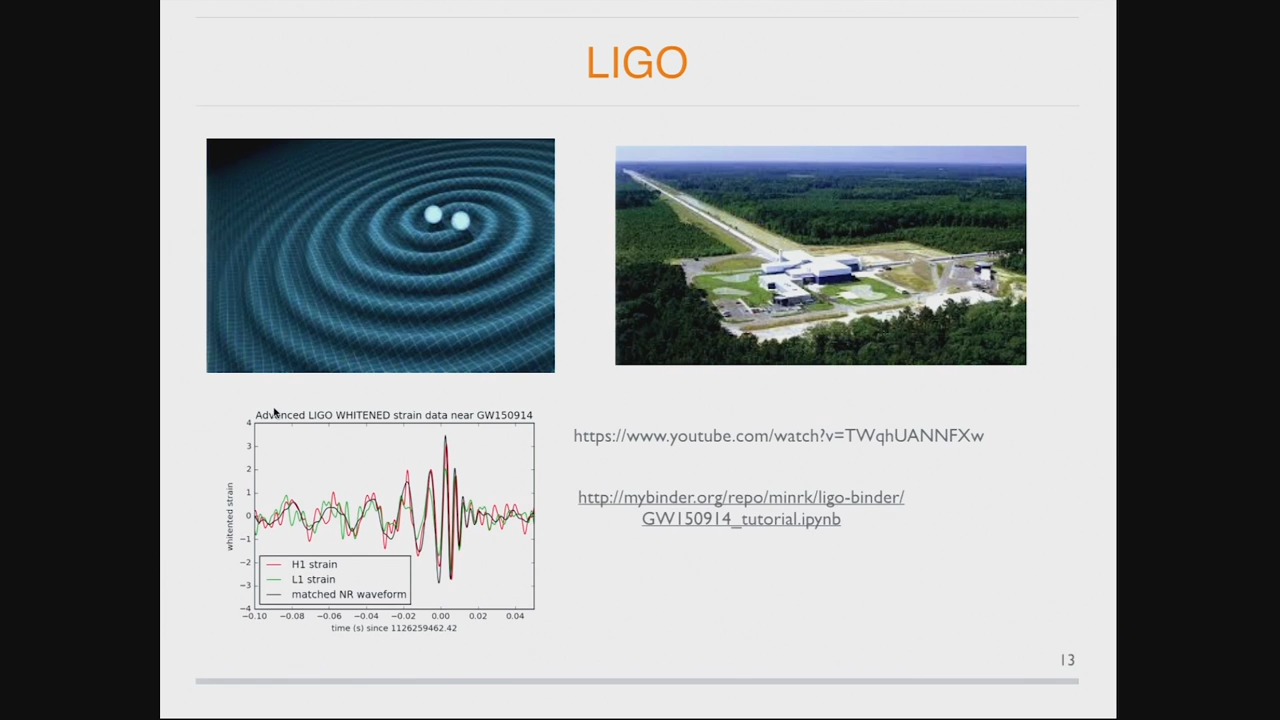 LIGO
Advanced LIGO WHITENED strain data near GW150914
4
3
2
1
0
−1
−2
−3
−4
whitented strain
H1 strain
L1 strain
matched NR waveform
−0.10 −0.08 −0.06 −0.04 −0.02 0.00 0.02 0.04
time (s) since 1126259462.42
https://www.youtube.com/watch?v=TWqhUANNFXw
http://mybinder.org/repo/minrk/ligo-binder/
GW150914_tutorial.ipynb
13